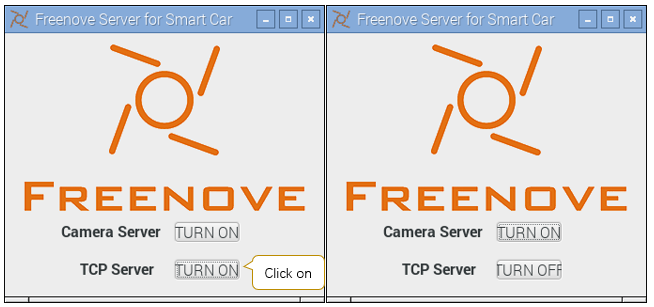 Freenove Server for Smart Car
FREENOVE
Camera Server TURN ON
TCP Server TURN ON
Click on
Freenove Server for Smart Car
FREENOVE
Camera Server TURN ON
TCP Server TURN OFF